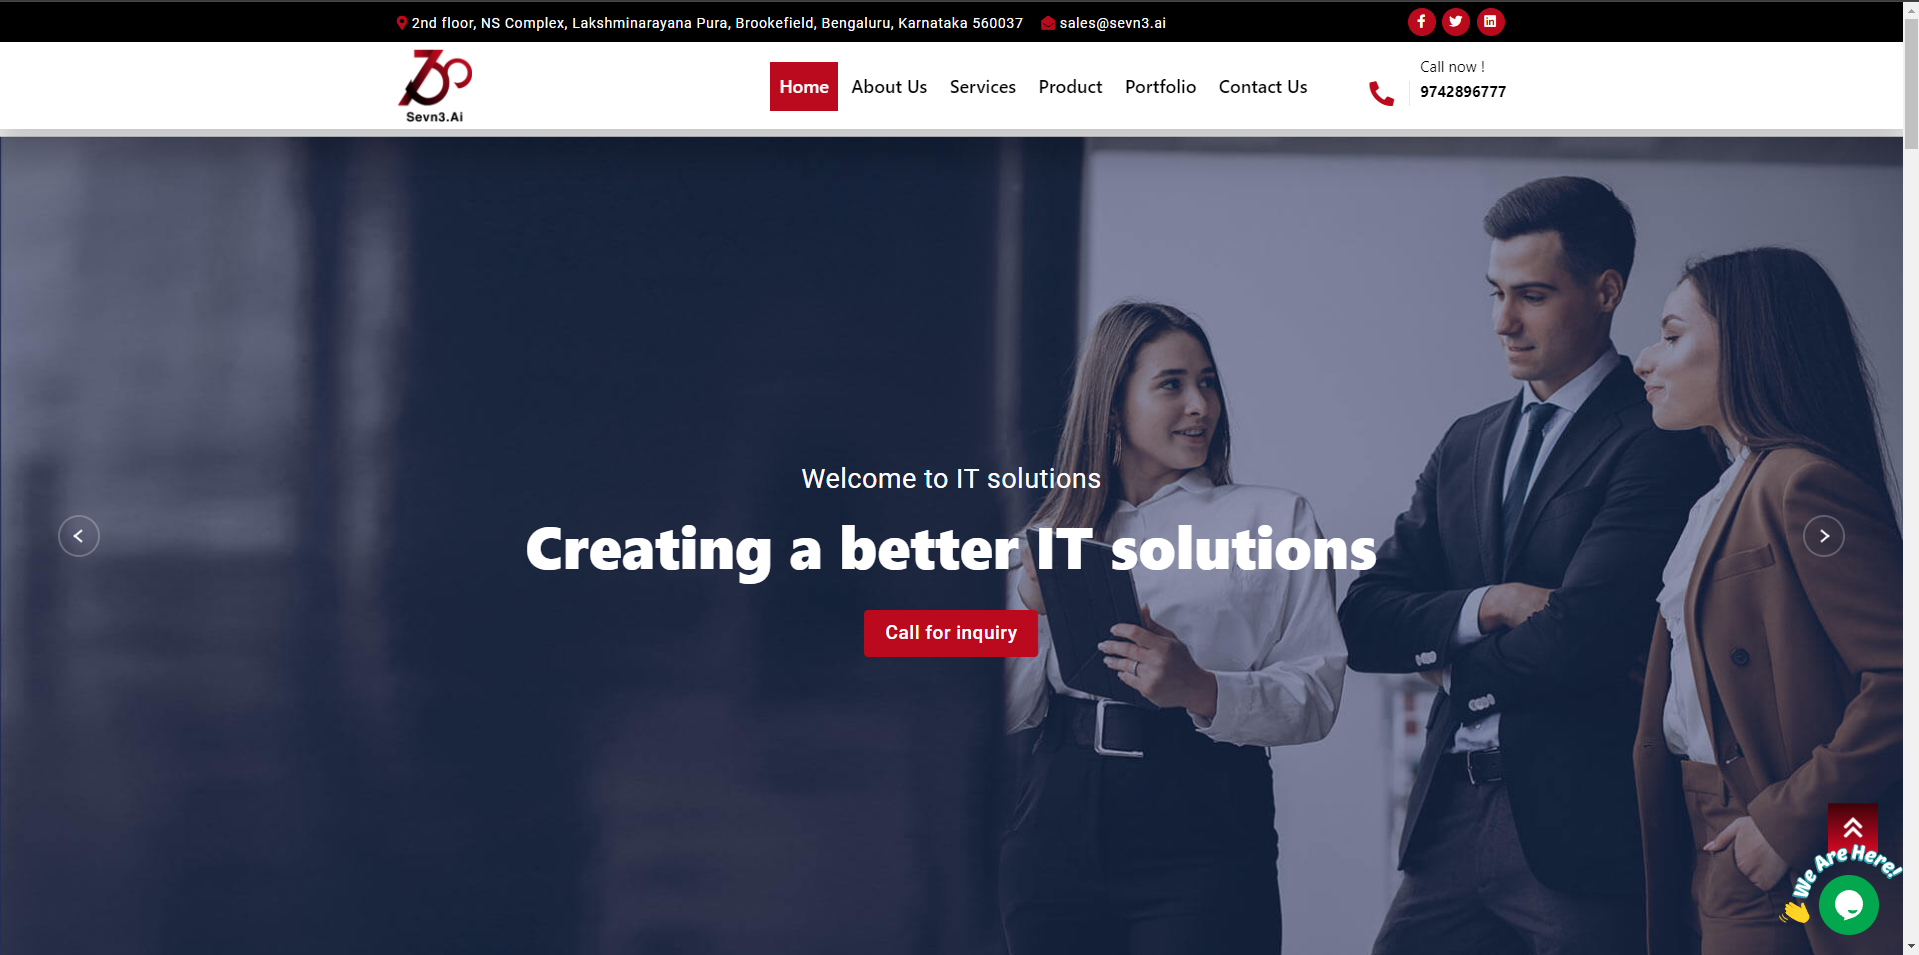 2nd floor, NS Complex, Lakshminarayana Pura, Brookefield, Bengaluru, Karnataka 560037 sales@sevn3.ai
Sevn3.Ai
Home About Us Services Product Portfolio Contact Us
Call now !
9742896777
Welcome to IT solutions
Creating a better IT solutions
Call for inquiry
We Are Here!